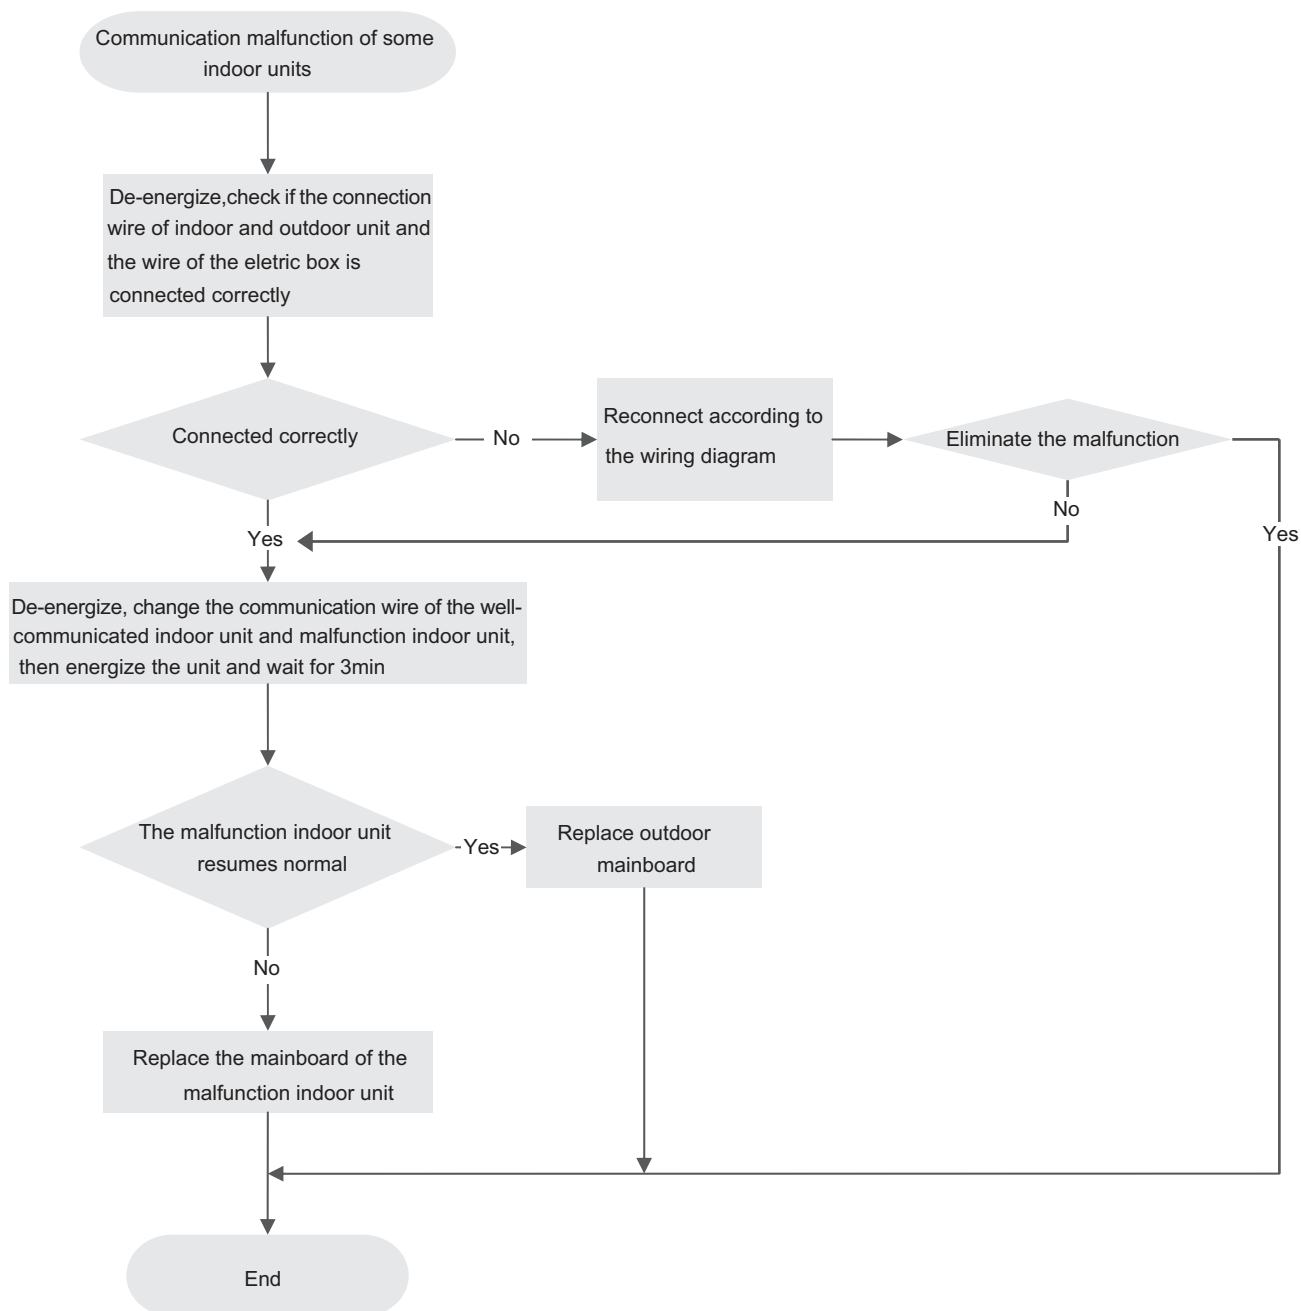 Communication malfunction of some
indoor units
De-energize,check if the connection
wire of indoor and outdoor unit and
the wire of the eletric box is
connected correctly
Connected correctly
No
Reconnect according to
the wiring diagram
Eliminate the malfunction
No
Yes
Yes
De-energize, change the communication wire of the well-
communicated indoor unit and malfunction indoor unit,
then energize the unit and wait for 3min
The malfunction indoor unit
resumes normal
Yes
Replace outdoor
mainboard
No
Replace the mainboard of the
malfunction indoor unit
End